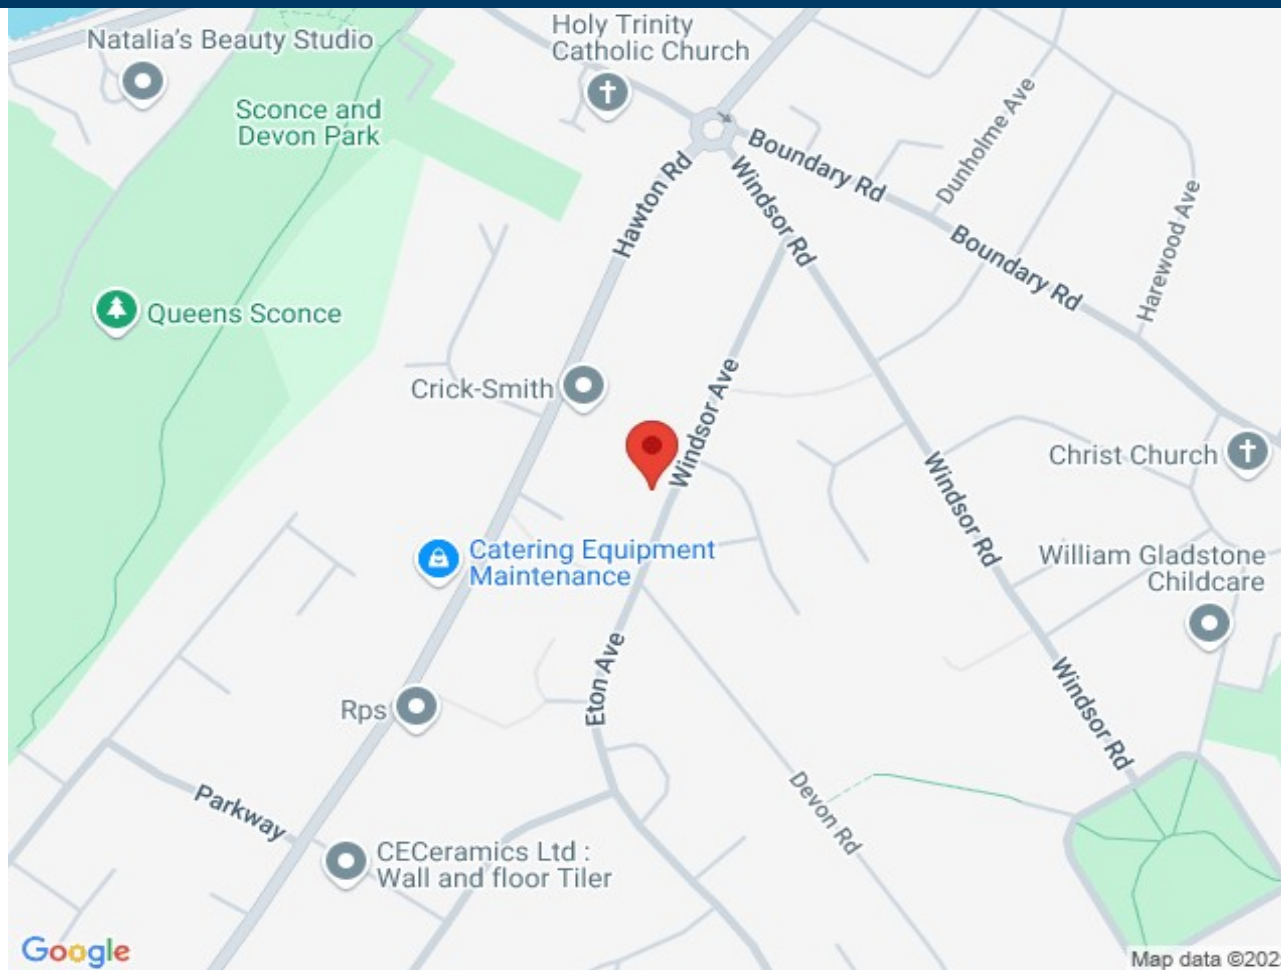 Natalia's Beauty Studio
Holy Trinity
Catholic Church
Sconce and
Devon Park
Boundary Rd
Dunholme Ave
Hawton Rd
Windsor Rd
Boundary Rd
Harewood Ave
Queens Sconce
Crick-Smith
Windsor Ave
Christ Church
Windsor Rd
Catering Equipment
Maintenance
William Gladstone
Childcare
Eton Ave
Windsor Rd
Rps
Parkway
Devon Rd
CECeramics Ltd :
Wall and floor Tiler
Google
Map data ©202